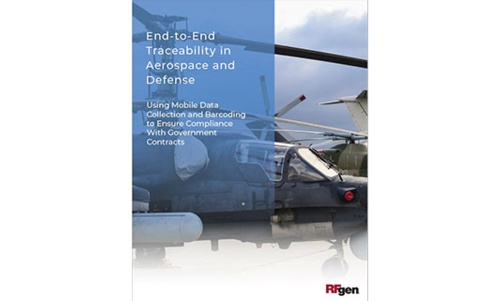 End-to-End
Traceability in
Aerospace and
Defense
Using Mobile Data
Collection and Barcoding
to Ensure Compliance
With Government
Contracts
RFgen